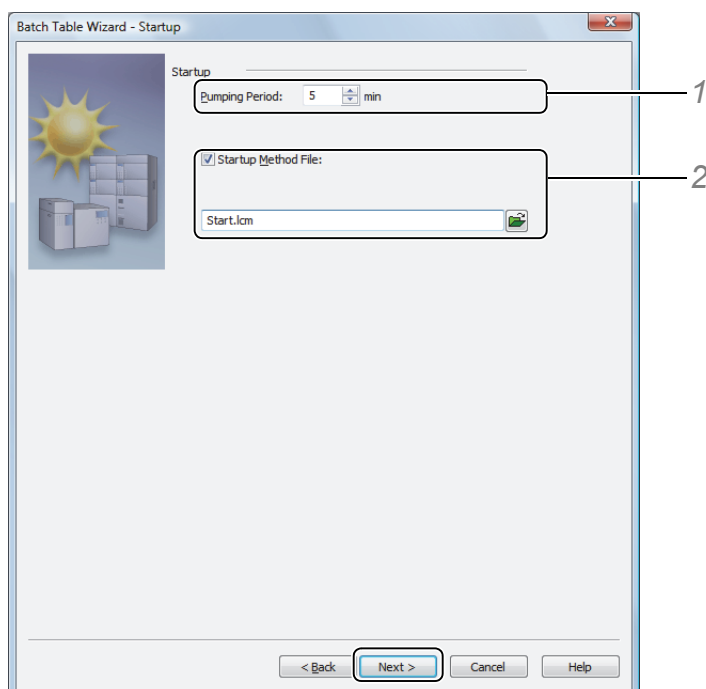 Batch Table Wizard - Startup
Startup
Pumping Period: 5 min
1
Startup Method File:
2
Start.lcm
< Back Next > Cancel Help